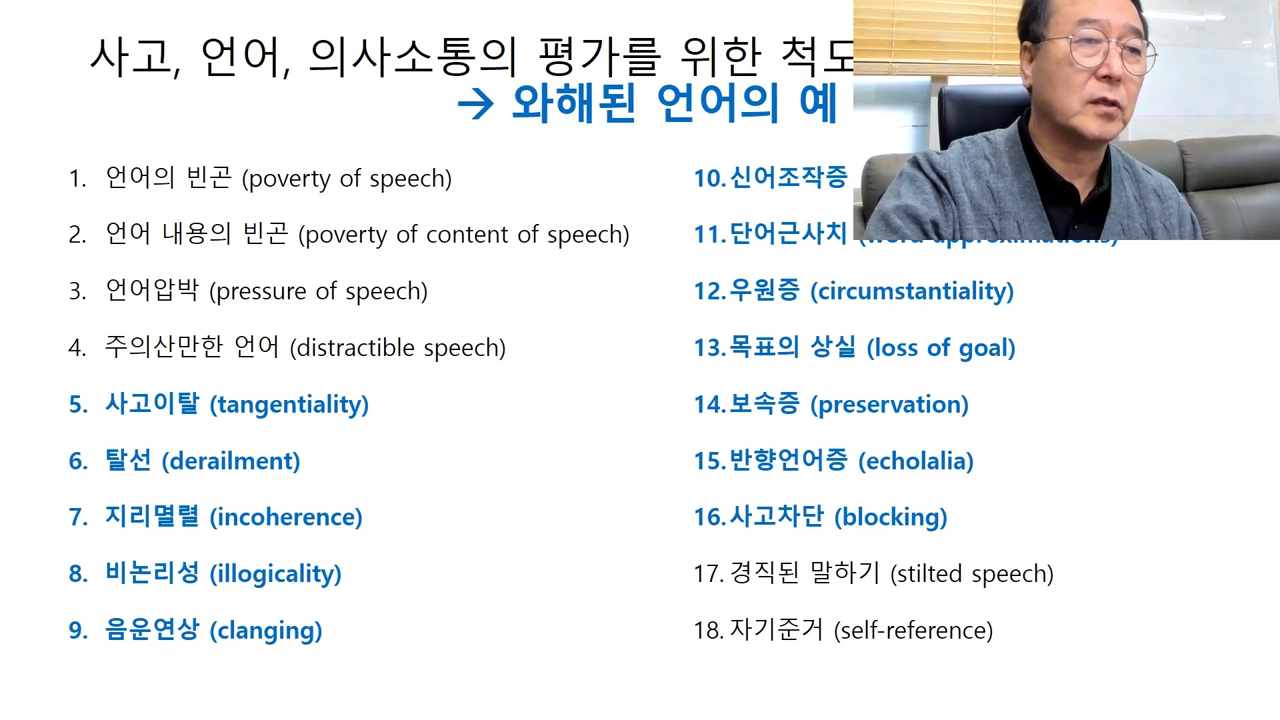 사고, 언어, 의사소통의 평가를 위한 척도
→ 와해된 언어의 예
1. 언어의 빈곤 (poverty of speech)
2. 언어 내용의 빈곤 (poverty of content of speech)
3. 언어압박 (pressure of speech)
4. 주의산만한 언어 (distractible speech)
5. 사고이탈 (tangentiality)
6. 탈선 (derailment)
7. 지리멸렬 (incoherence)
8. 비논리성 (illogicality)
9. 음운연상 (clanging)
10. 신어조작증
11. 단어근사치 (word approximations)
12. 우원증 (circumstantiality)
13. 목표의 상실 (loss of goal)
14. 보속증 (preservation)
15. 반향언어증 (echolalia)
16. 사고차단 (blocking)
17. 경직된 말하기 (stilted speech)
18. 자기준거 (self-reference)